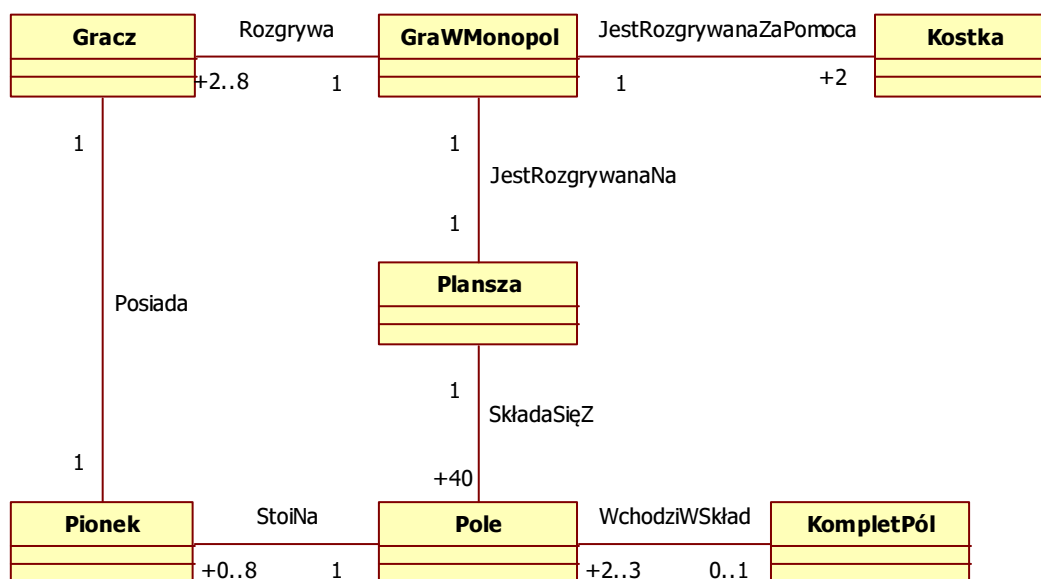 Gracz Rozgrywa GraWMonopol JestRozgrywanaZaPomoca Kostka
+2..8 1 1 +2
1 1
JestRozgrywanaNa
1
Plansza
Posiada
1
SkładaSięZ
1 +40
Pionek StoiNa Pole WchodziWSkład KompletPól
+0..8 1 +2..3 0..1